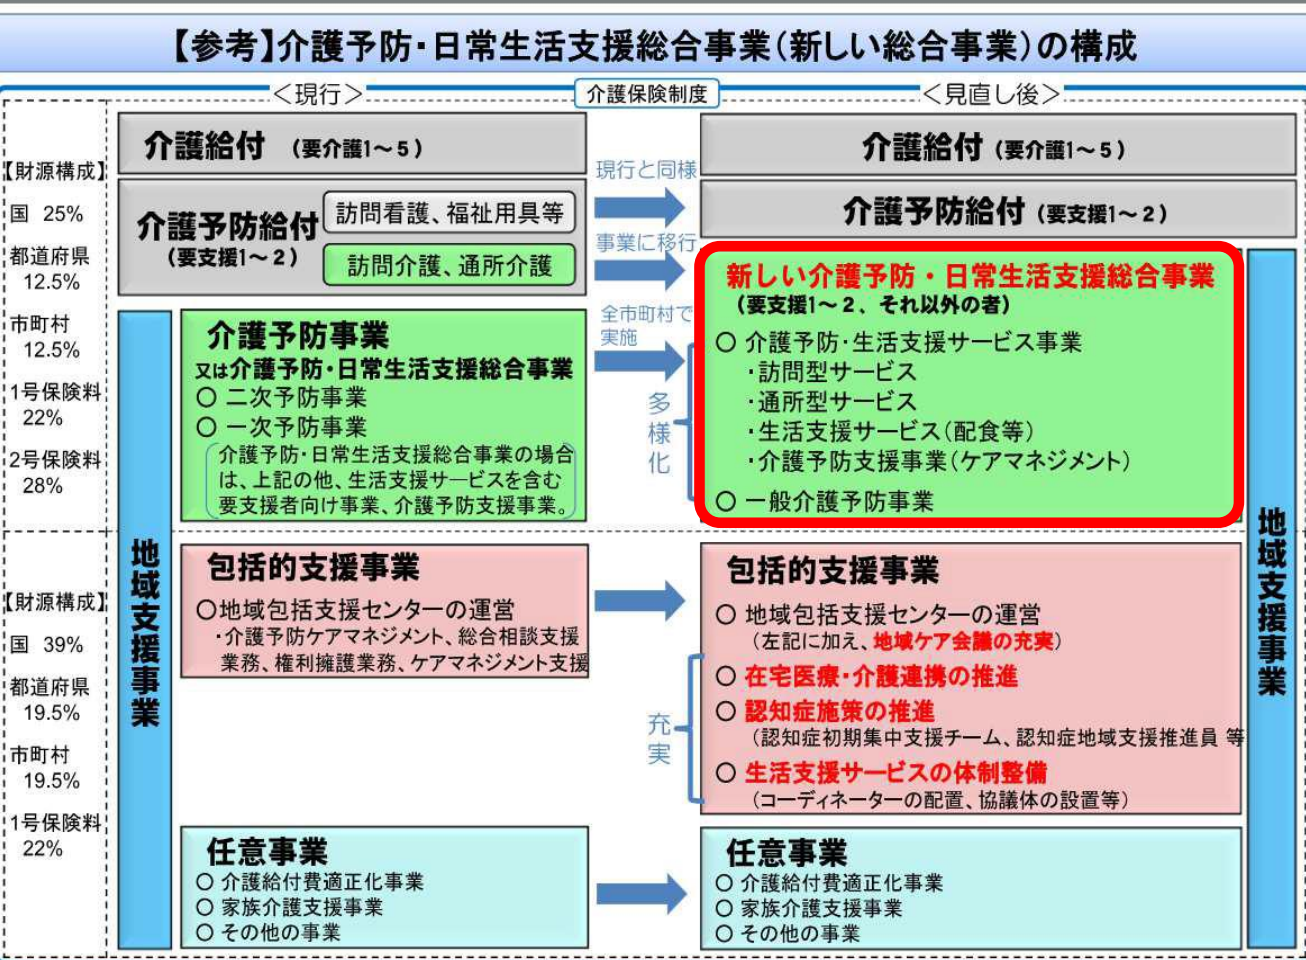 【参考】介護予防・日常生活支援総合事業(新しい総合事業)の構成
＜現行＞
介護保険制度
＜見直し後＞
【財源構成】
国 25%
都道府県
12.5%
市町村
12.5%
1号保険料
22%
2号保険料
28%
介護給付 (要介護1～5)
介護予防給付
(要支援1～2)
訪問看護、福祉用具等
訪問介護、通所介護
現行と同様
事業に移行
全市町村で
実施
多様化
介護予防事業
又は介護予防・日常生活支援総合事業
○ 二次予防事業
○ 一次予防事業
介護予防・日常生活支援総合事業の場合
は、上記の他、生活支援サービスを含む
要支援者向け事業、介護予防支援事業。
介護給付 (要介護1～5)
介護予防給付 (要支援1～2)
新しい介護予防・日常生活支援総合事業
(要支援1～2、それ以外の者)
○ 介護予防・生活支援サービス事業
・訪問型サービス
・通所型サービス
・生活支援サービス(配食等)
・介護予防支援事業(ケアマネジメント)
○ 一般介護予防事業
【財源構成】
国 39%
都道府県
19.5%
市町村
19.5%
1号保険料
22%
地域支援事業
包括的支援事業
○地域包括支援センターの運営
・介護予防ケアマネジメント、総合相談支援
業務、権利擁護業務、ケアマネジメント支援
充実
包括的支援事業
○ 地域包括支援センターの運営
(左記に加え、地域ケア会議の充実)
○ 在宅医療・介護連携の推進
○ 認知症施策の推進
(認知症初期集中支援チーム、認知症地域支援推進員 等
○ 生活支援サービスの体制整備
(コーディネーターの配置、協議体の設置等)
地域支援事業
任意事業
○ 介護給付費適正化事業
○ 家族介護支援事業
○ その他の事業
任意事業
○ 介護給付費適正化事業
○ 家族介護支援事業
○ その他の事業